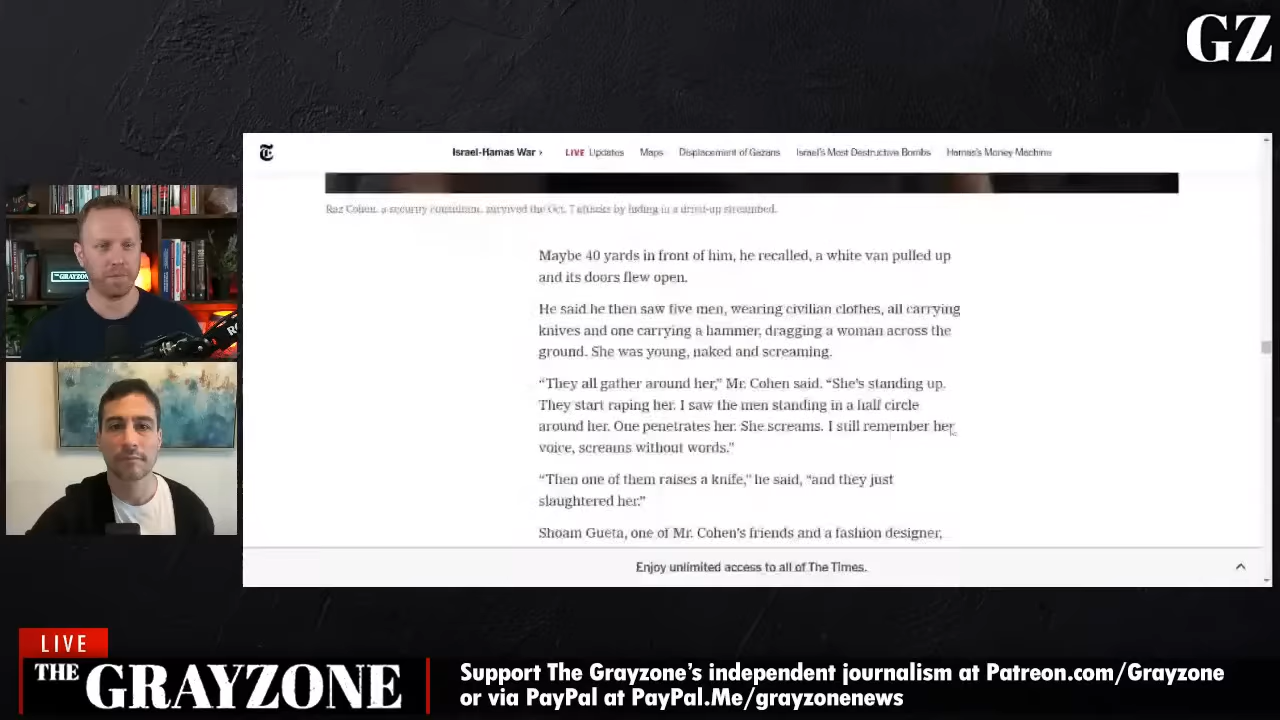 GZ
Israel-Hamas War ›
LIVE Updates
Maps
Displacement of Gazans
Israel's Most Destructive Bombs
Hamas's Money Machine
Raz Cohen, a security consultant, survived the Oct. 7 attacks by hiding in a dried-up streambed.
Maybe 40 yards in front of him, he recalled, a white van pulled up
and its doors flew open.
He said he then saw five men, wearing civilian clothes, all carrying
knives and one carrying a hammer, dragging a woman across the
ground. She was young, naked and screaming.
“They all gather around her,” Mr. Cohen said. “She's standing up.
They start raping her. I saw the men standing in a half circle
around her. One penetrates her. She screams. I still remember her
voice, screams without words.”
“Then one of them raises a knife,” he said, “and they just
slaughtered her.”
Shoam Gueta, one of Mr. Cohen's friends and a fashion designer,
Enjoy unlimited access to all of The Times.
THE GRAYZONE
LIVE
THE GRAYZONE
Support The Grayzone's independent journalism at Patreon.com/Grayzone
or via PayPal at PayPal.Me/grayzonenews